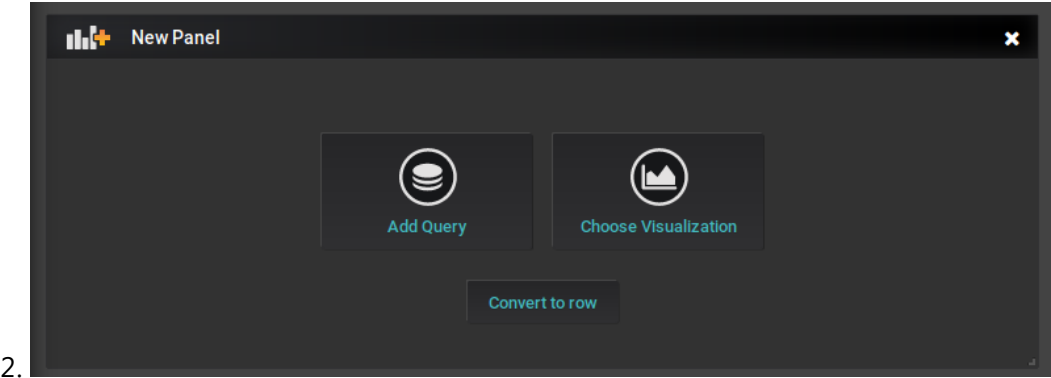 New Panel
Add Query
Choose Visualization
Convert to row
2.